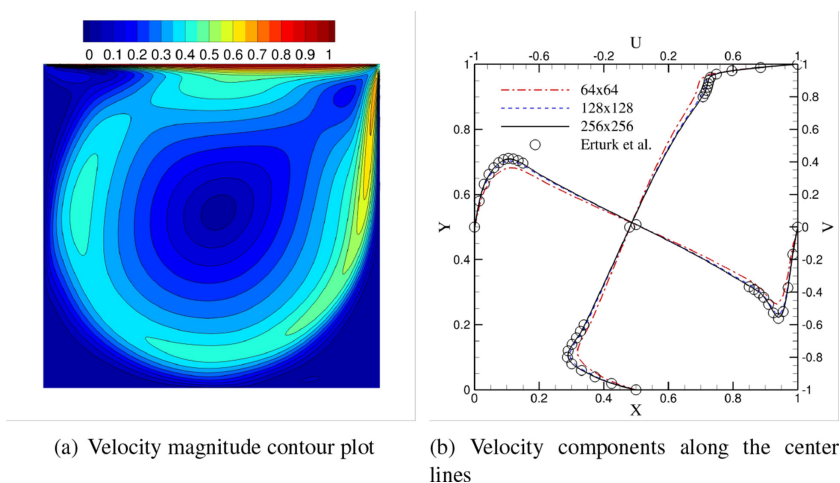 0 0.1 0.2 0.3 0.4 0.5 0.6 0.7 0.8 0.9 1
U
-1 -0.6 -0.2 0.2 0.6 1
1 0.8 0.6 0.4 0.2 0
Y
64x64
128x128
256x256
Erturk et al.
1 0.8 0.6 0.4 0.2 0 -0.2 -0.4 -0.6 -0.8 -1
V
0 0.2 0.4 0.6 0.8 1
X
(a) Velocity magnitude contour plot
(b) Velocity components along the center
lines